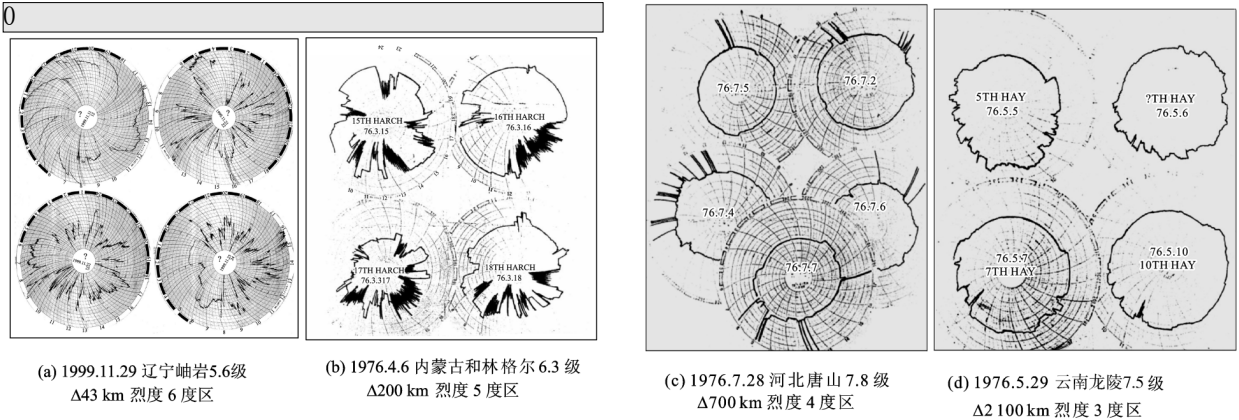 0
15TH HARCH
76.3.15
16TH HARCH
76.3.16
17TH HARCH
76.3.317
18TH HARCH
76.3.18
76.7.5
76.7.2
76.7.4
76.7.6
76.7.7
5TH HAY
76.5.5
?TH HAY
76.5.6
76.5.7
7TH HAY
76.5.10
10TH HAY
(a) 1999.11.29 辽宁岫岩5.6级
Δ43 km 烈度 6 度区
(b) 1976.4.6 内蒙古和林格尔6.3 级
Δ200 km 烈度 5 度区
(c) 1976.7.28 河北唐山 7.8 级
Δ700 km 烈度 4 度区
(d) 1976.5.29 云南龙陵7.5 级
Δ2 100 km 烈度 3 度区